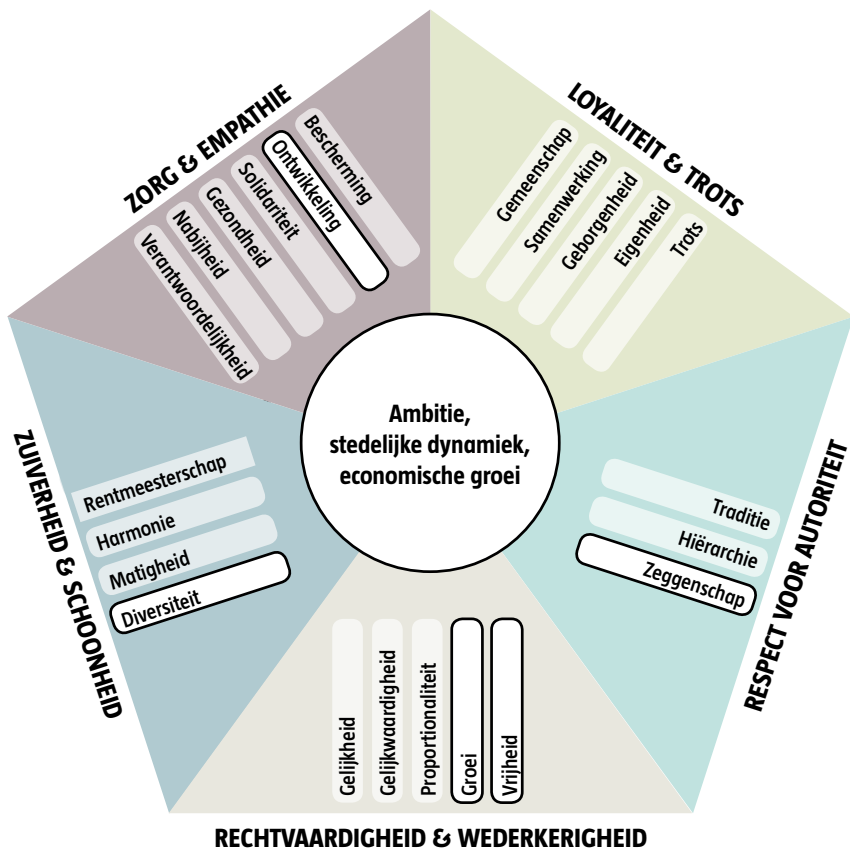 ZORG & EMPATHIE
Verantwoordelijkheid
Nabijheid
Gezondheid
Solidariteit
Ontwikkeling
Bescherming
LOYALITEIT & TROTS
Gemeenschap
Samenwerking
Geborgenheid
Eigenheid
Trots
Ambitie,
stedelijke dynamiek,
economische groei
ZUIVERHEID & SCHOONHEID
Rentmeesterschap
Harmonie
Matigheid
Diversiteit
RESPECT VOOR AUTORITEIT
Traditie
Hiërarchie
Zeggenschap
Gelijkheid
Gelijkwaardigheid
Proportionaliteit
Groei
Vrijheid
RECHTVAARDIGHEID & WEDERKERIGHEID